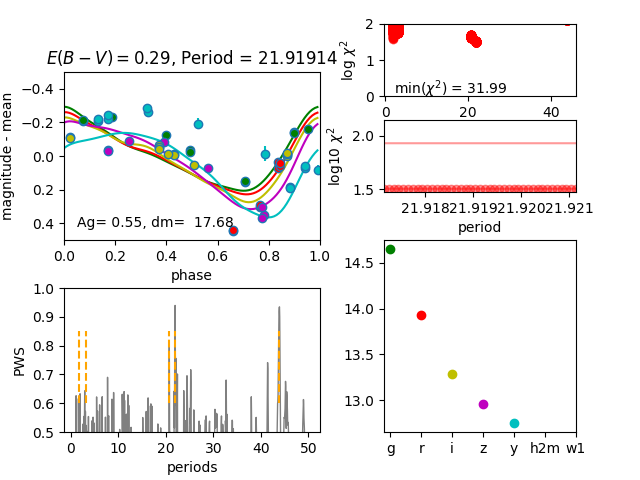 E(B − V) = 0.29, Period = 21.91914
magnitude - mean
−0.4
−0.2
0.0
0.2
0.4
Ag= 0.55, dm=  17.68
0.0 0.2 0.4 0.6 0.8 1.0
phase
log χ²
2
1
0
min(χ²) = 31.99
0 20 40
log10 χ²
2.0
1.5
21.918 21.919 21.920 21.921
period
PWS
1.0
0.9
0.8
0.7
0.6
0.5
0 10 20 30 40 50
periods
14.5
14.0
13.5
13.0
g r i z y h2m w1